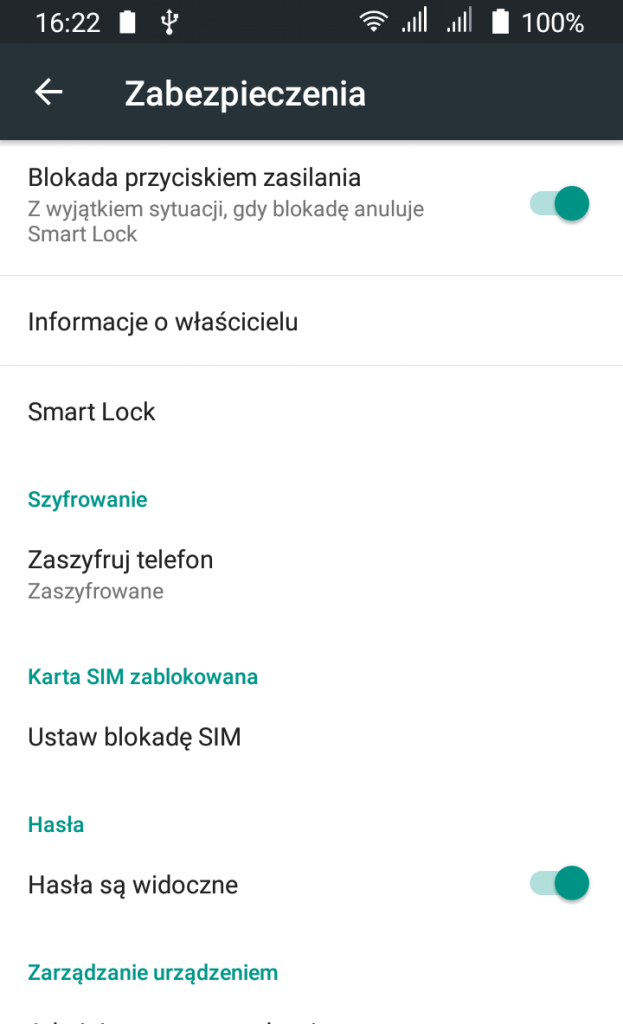 16:22 100%
Zabezpieczenia
Blokada przyciskiem zasilania
Z wyjątkiem sytuacji, gdy blokadę anuluje
Smart Lock
Informacje o właścicielu
Smart Lock
Szyfrowanie
Zaszyfruj telefon
Zaszyfrowane
Karta SIM zablokowana
Ustaw blokadę SIM
Hasła
Hasła są widoczne
Zarządzanie urządzeniem